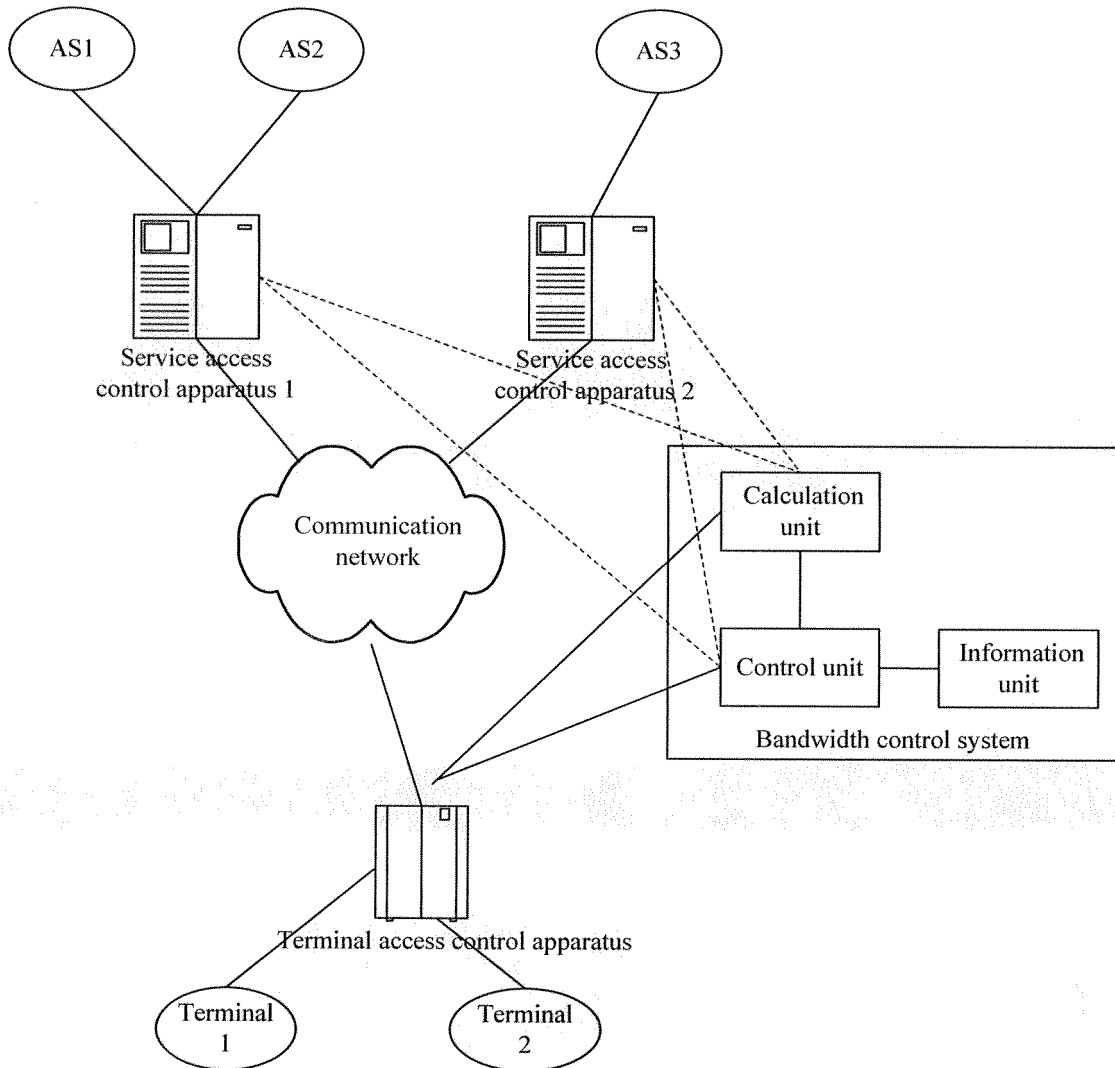 AS1
AS2
AS3
Service access
control apparatus 1
Service access
control apparatus 2
Communication
network
Calculation
unit
Control unit
Information
unit
Bandwidth control system
Terminal access control apparatus
Terminal
1
Terminal
2